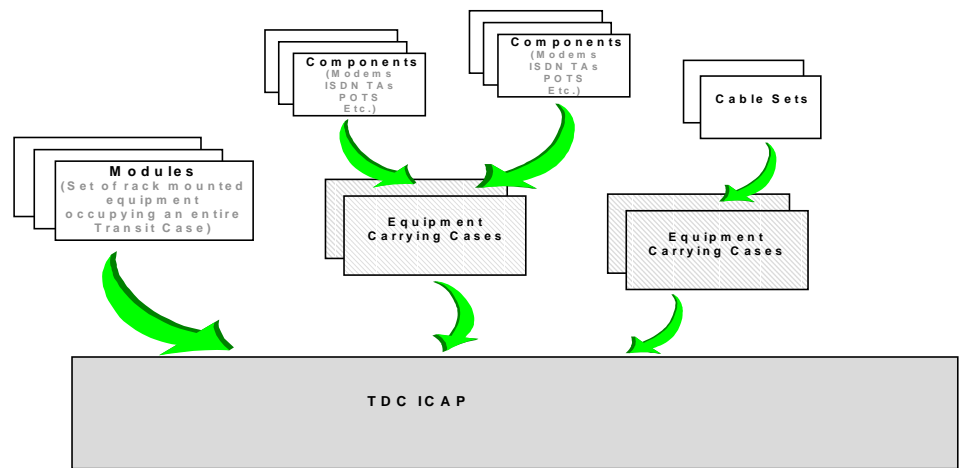 Components
(Modems
ISDN TAs
POTS
Etc.)
Components
(Modems
ISDN TAs
POTS
Etc.)
Cable Sets
Modules
(Set of rack mounted
equipment
occupying an entire
Transit Case)
Equipment
Carrying Cases
Equipment
Carrying Cases
TDC ICAP